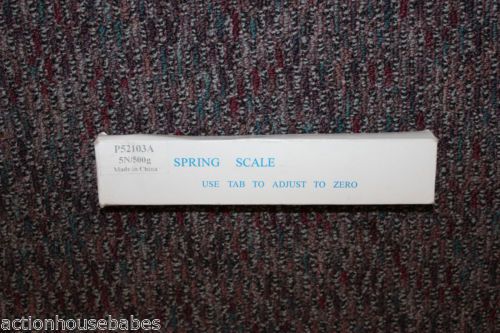 P52103A
5N/500g
Made in China
SPRING SCALE
USE TAB TO ADJUST TO ZERO
actionhousebabes